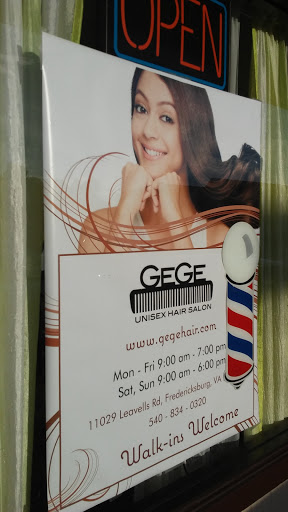 OPEN
GEGE
UNISEX HAIR SALON
www.gegehair.com
Mon - Fri 9:00 am - 7:00 pm
Sat, Sun 9:00 am - 6:00 pm
11029 Leavells Rd, Fredericksburg, VA
540 - 834 - 0320
Walk-ins Welcome